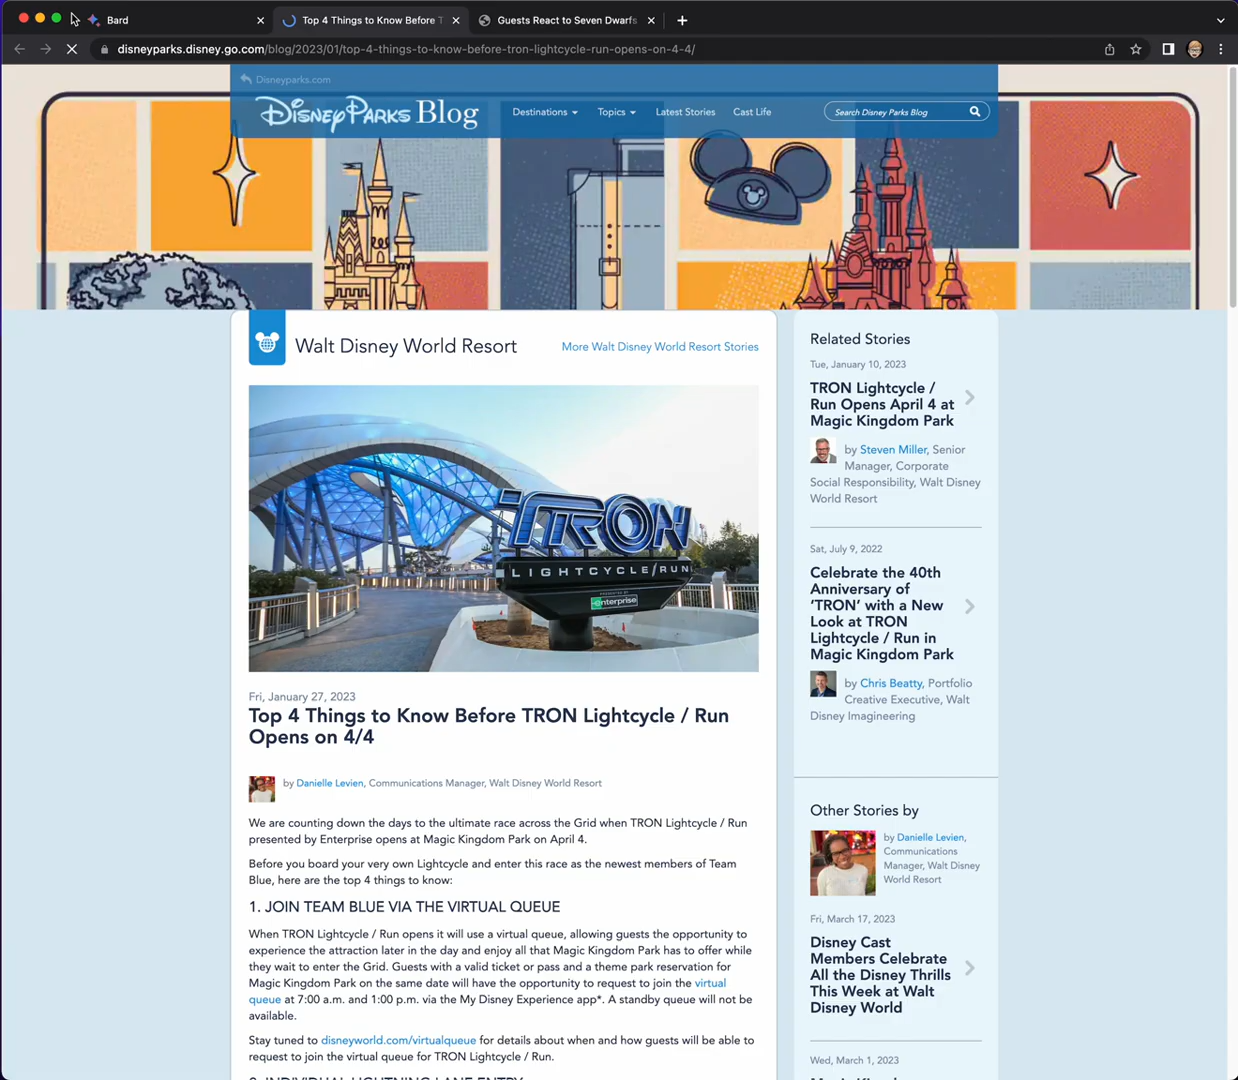 Bard
Top 4 Things to Know Before T
Guests React to Seven Dwarfs
disneyparks.disney.go.com/blog/2023/01/top-4-things-to-know-before-tron-lightcycle-run-opens-on-4-4/
Disneyparks.com
Disney Parks Blog
Destinations
Topics
Latest Stories
Cast Life
Search Disney Parks Blog
Walt Disney World Resort
More Walt Disney World Resort Stories
TRON
LIGHTCYCLE/RUN
PRESENTED BY
enterprise
Fri, January 27, 2023
Top 4 Things to Know Before TRON Lightcycle / Run
Opens on 4/4
by Danielle Levien, Communications Manager, Walt Disney World Resort
We are counting down the days to the ultimate race across the Grid when TRON Lightcycle / Run
presented by Enterprise opens at Magic Kingdom Park on April 4.
Before you board your very own Lightcycle and enter this race as the newest members of Team
Blue, here are the top 4 things to know:
1. JOIN TEAM BLUE VIA THE VIRTUAL QUEUE
When TRON Lightcycle / Run opens it will use a virtual queue, allowing guests the opportunity to
experience the attraction later in the day and enjoy all that Magic Kingdom Park has to offer while
they wait to enter the Grid. Guests with a valid ticket or pass and a theme park reservation for
Magic Kingdom Park on the same date will have the opportunity to request to join the virtual
queue at 7:00 a.m. and 1:00 p.m. via the My Disney Experience app*. A standby queue will not be
available.
Stay tuned to disneyworld.com/virtualqueue for details about when and how guests will be able to
request to join the virtual queue for TRON Lightcycle / Run.
2. INDIVIDUAL LIGHTNING LANE ENTRY
Related Stories
Tue, January 10, 2023
TRON Lightcycle /
Run Opens April 4 at
Magic Kingdom Park
by Steven Miller, Senior
Manager, Corporate
Social Responsibility, Walt Disney
World Resort
Sat, July 9, 2022
Celebrate the 40th
Anniversary of
‘TRON’ with a New
Look at TRON
Lightcycle / Run in
Magic Kingdom Park
by Chris Beatty, Portfolio
Creative Executive, Walt
Disney Imagineering
Other Stories by
by Danielle Levien,
Communications
Manager, Walt Disney
World Resort
Fri, March 17, 2023
Disney Cast
Members Celebrate
All the Disney Thrills
This Week at Walt
Disney World
Wed, March 1, 2023